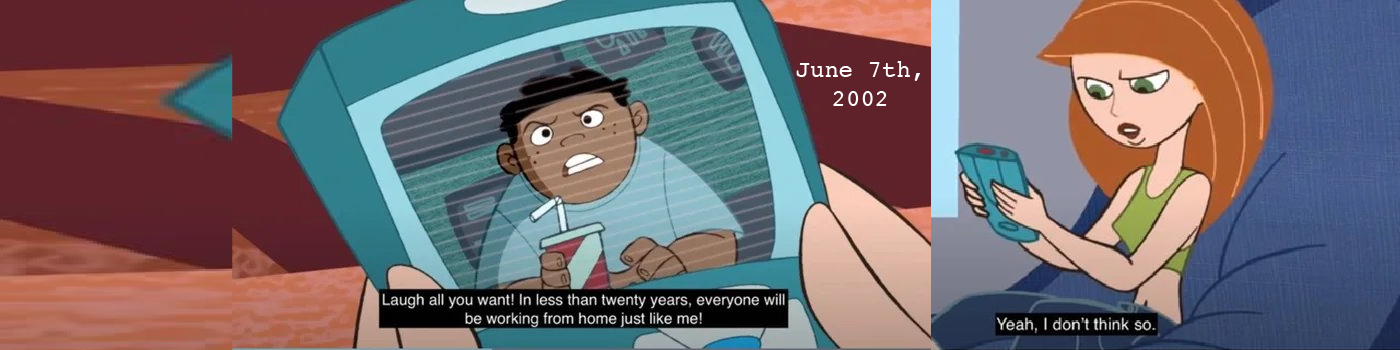 June 7th,
2002
Laugh all you want! In less than twenty years, everyone will
be working from home just like me!
Yeah, I don't think so.